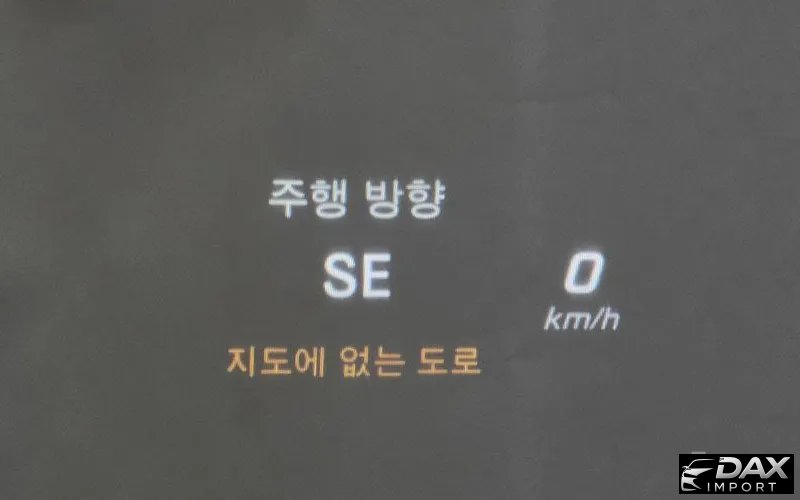 주행 방향
SE
0
km/h
지도에 없는 도로
DAX
IMPORT